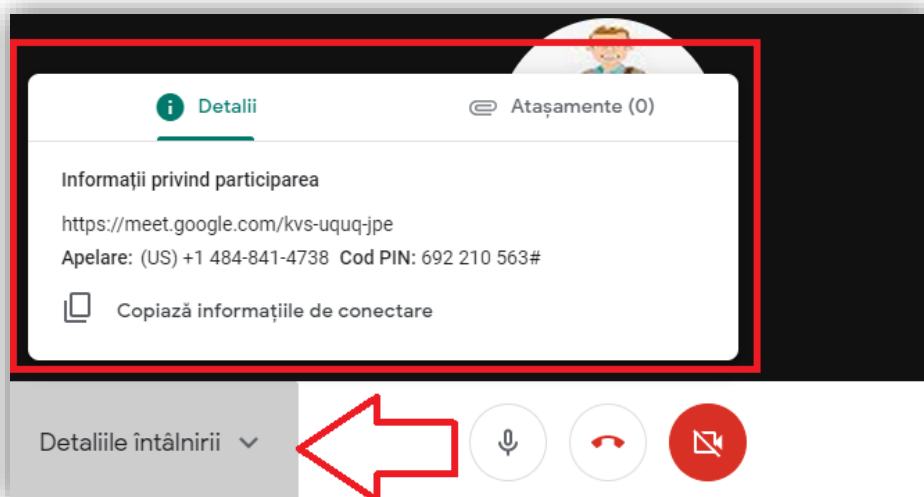 Detalii
Atașamente (0)
Informații privind participarea
https://meet.google.com/kvs-uquq-jpe
Apelare: (US) +1 484-841-4738 Cod PIN: 692 210 563#
Copiază informațiile de conectare
Detaliile întâlnirii